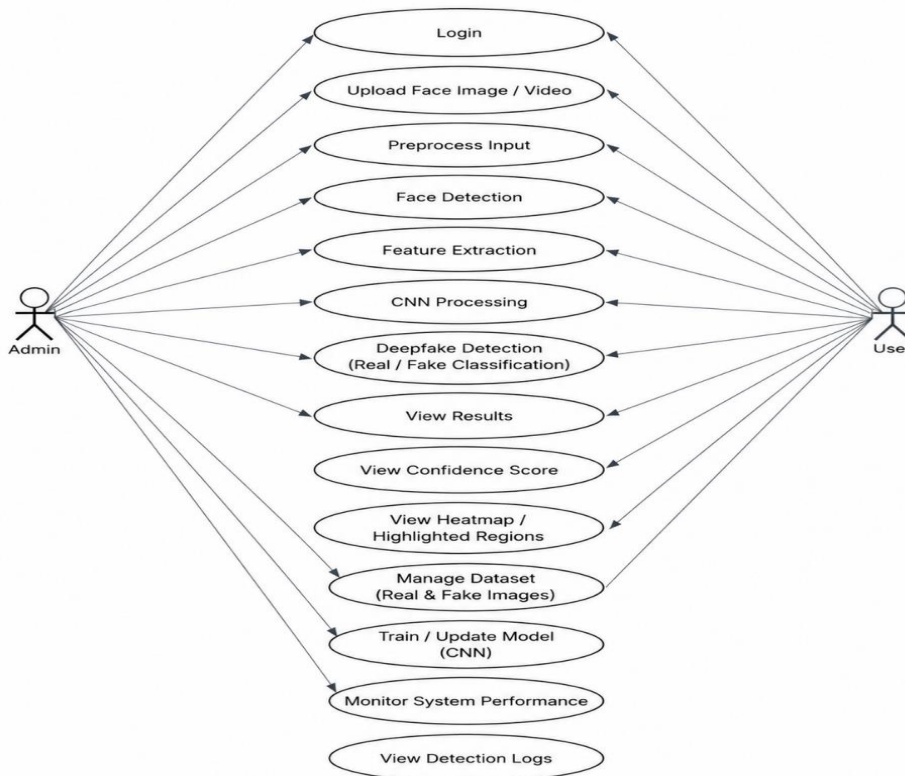 Login
Upload Face Image / Video
Preprocess Input
Face Detection
Feature Extraction
CNN Processing
Admin
Use
Deepfake Detection
(Real / Fake Classification)
View Results
View Confidence Score
View Heatmap /
Highlighted Regions
Manage Dataset
(Real & Fake Images)
Train / Update Model
(CNN)
Monitor System Performance
View Detection Logs